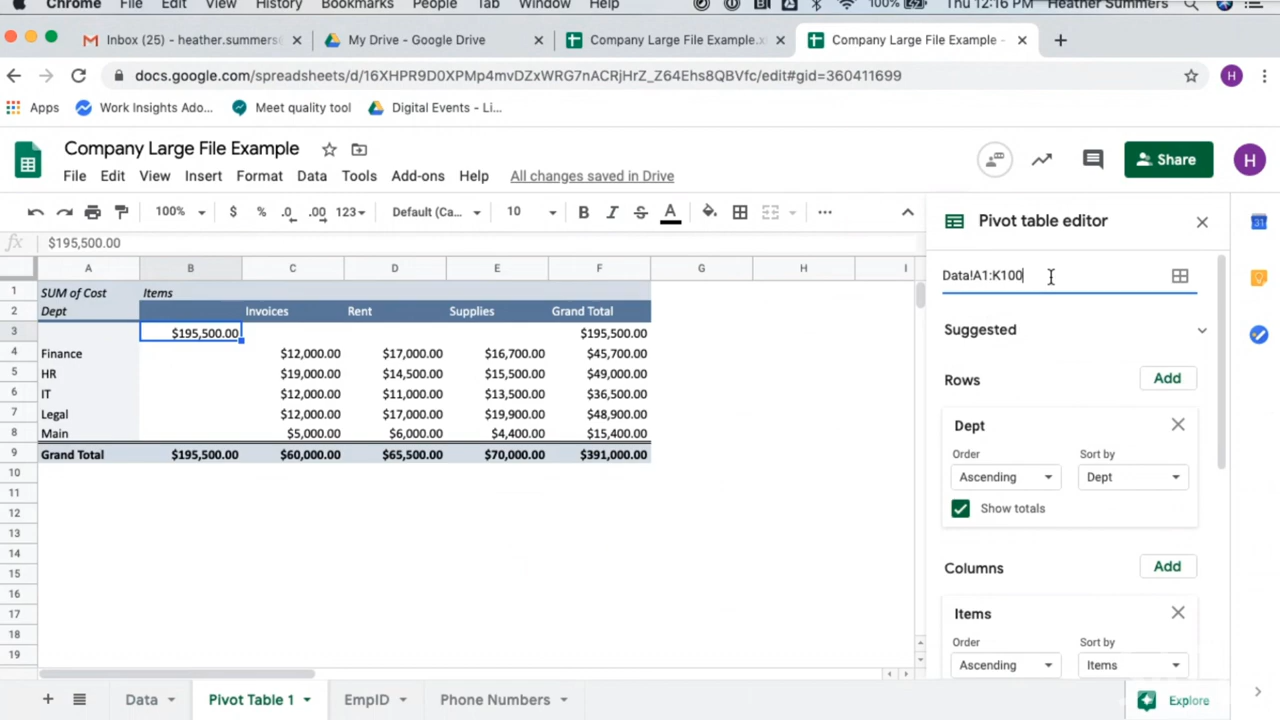 Chrome File Edit View History Bookmarks People Tab Window Help 100% Thu 12:16 PM Heather Summers
Inbox (25) - heather.summers@ My Drive - Google Drive Company Large File Example.x Company Large File Example -
docs.google.com/spreadsheets/d/16XHPR9D0XPMp4mvDZxWRG7nACRjHrZ_Z64Ehs8QBVfc/edit#gid=360411699 H
Apps Work Insights Ado... Meet quality tool Digital Events - Li...
Company Large File Example
File Edit View Insert Format Data Tools Add-ons Help All changes saved in Drive
Share H
100% $ % .0 .00 123 Default (Ca... 10 B I S A
fx $195,500.00
A B C D E F G H I
1 SUM of Cost Items
2 Dept Invoices Rent Supplies Grand Total
3 $195,500.00 $195,500.00
4 Finance $12,000.00 $17,000.00 $16,700.00 $45,700.00
5 HR $19,000.00 $14,500.00 $15,500.00 $49,000.00
6 IT $12,000.00 $11,000.00 $13,500.00 $36,500.00
7 Legal $12,000.00 $17,000.00 $19,900.00 $48,900.00
8 Main $5,000.00 $6,000.00 $4,400.00 $15,400.00
9 Grand Total $195,500.00 $60,000.00 $65,500.00 $70,000.00 $391,000.00
10
11
12
13
14
15
16
17
18
19
Pivot table editor
Data!A1:K100
Suggested
Rows Add
Dept
Order Sort by
Ascending Dept
Show totals
Columns Add
Items
Order Sort by
Ascending Items
31
Data Pivot Table 1 EmpID Phone Numbers Explore